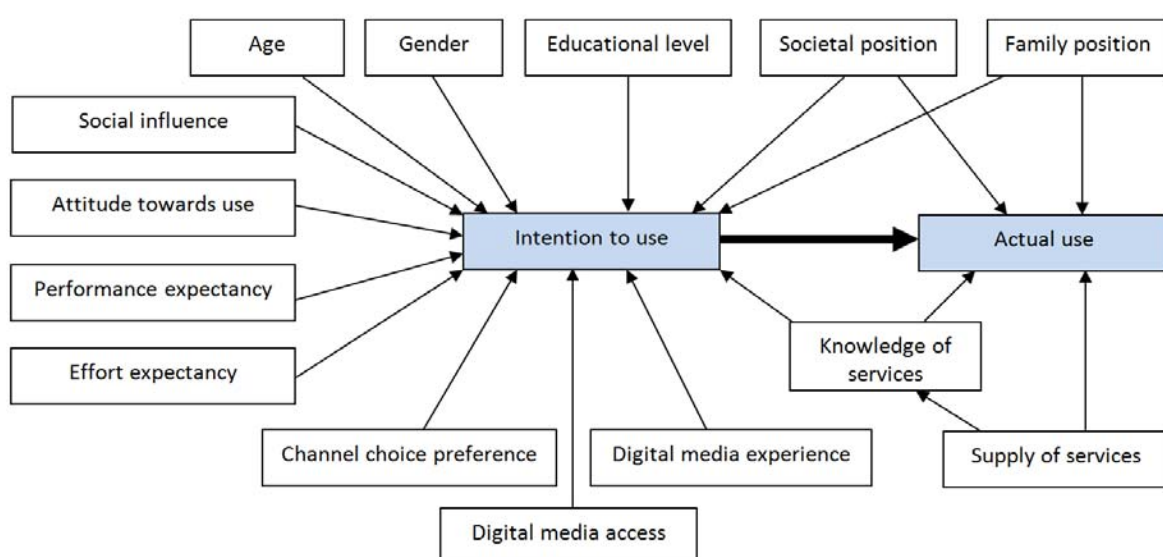 Age
Gender
Educational level
Societal position
Family position
Social influence
Attitude towards use
Performance expectancy
Effort expectancy
Intention to use
Actual use
Knowledge of
services
Channel choice preference
Digital media experience
Supply of services
Digital media access